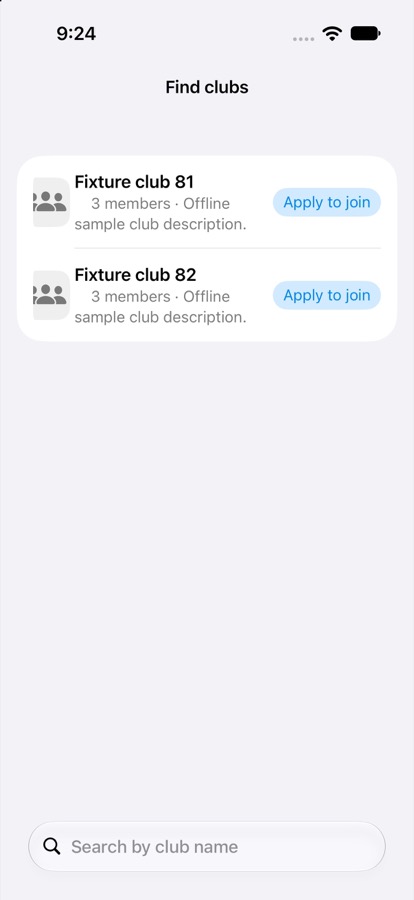 9:24
Find clubs
Fixture club 81
3 members · Offline
sample club description.
Apply to join
Fixture club 82
3 members · Offline
sample club description.
Apply to join
Search by club name